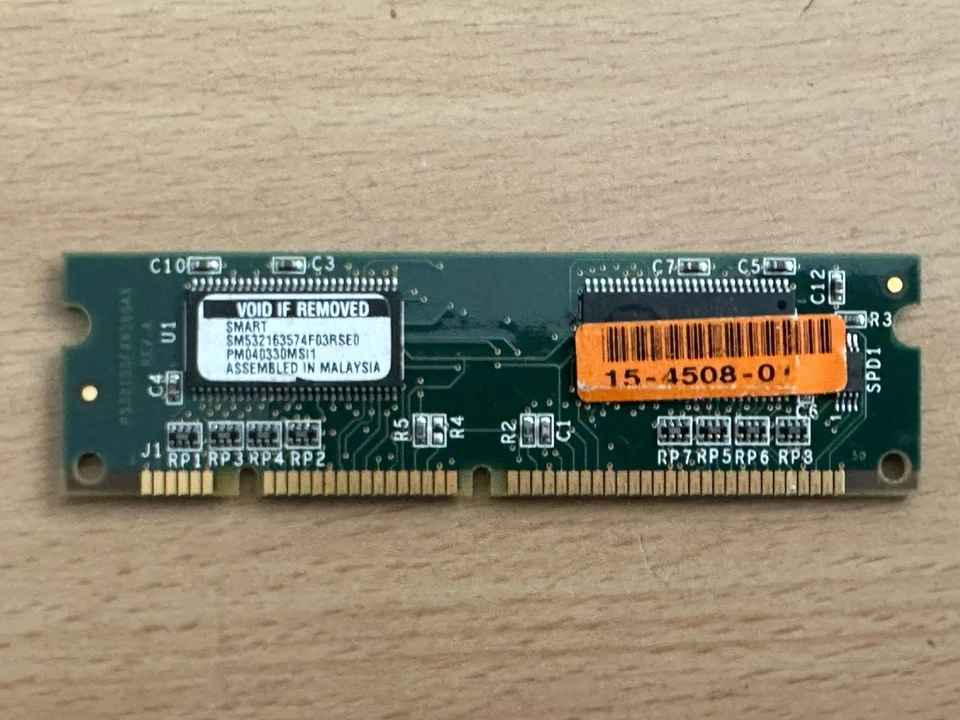 C10
C3
C7
C5
C12
VOID IF REMOVED
SMART
SM532163574F03RSE0
PM040330MSI1
ASSEMBLED IN MALAYSIA
U1
R3
15-4508-0
SPD1
C4
C6
R5
R4
R2
C1
J1
RP1 RP3 RP4 RP2
RP7 RP5 RP6 RP8
50